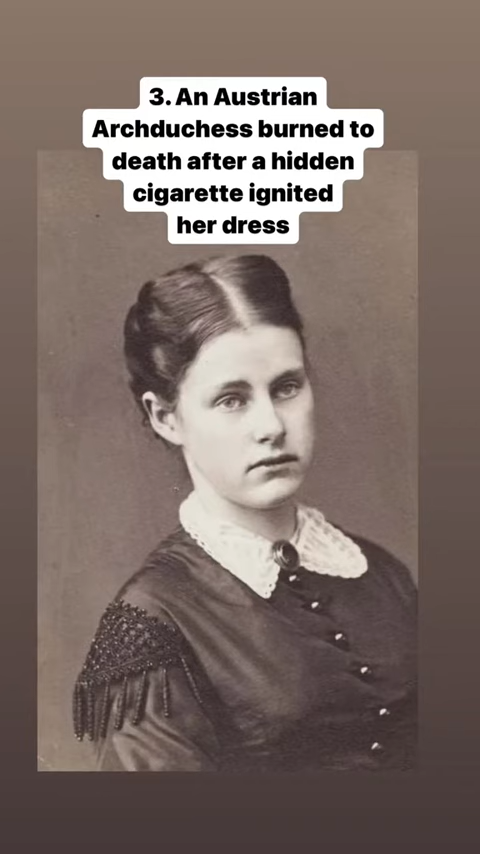 3. An Austrian
Archduchess burned to
death after a hidden
cigarette ignited
her dress